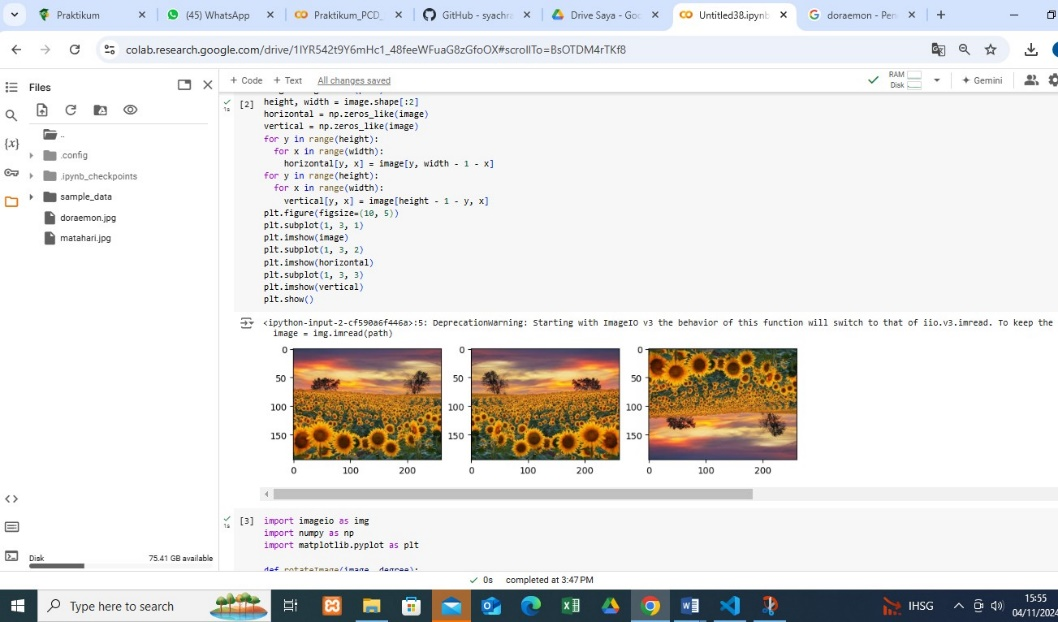 Praktikum
(45) WhatsApp
Praktikum_PCD_
GitHub - syachra
Drive Saya - Goo
Untitled38.ipynb
doraemon - Pen
colab.research.google.com/drive/1IYR542t9Y6mHc1_48feeWFuaG8zGfoOX#scrollTo=BsOTDM4rTKf8
Files
+ Code + Text All changes saved
RAM
Disk
Gemini
..
.config
.ipynb_checkpoints
sample_data
doraemon.jpg
matahari.jpg
{x}
[2] height, width = image.shape[:2]
1s
horizontal = np.zeros_like(image)
vertical = np.zeros_like(image)
for y in range(height):
for x in range(width):
horizontal[y, x] = image[y, width - 1 - x]
for y in range(height):
for x in range(width):
vertical[y, x] = image[height - 1 - y, x]
plt.figure(figsize=(10, 5))
plt.subplot(1, 3, 1)
plt.imshow(image)
plt.subplot(1, 3, 2)
plt.imshow(horizontal)
plt.subplot(1, 3, 3)
plt.imshow(vertical)
plt.show()
<ipython-input-2-cf590a6f446a>:5: DeprecationWarning: Starting with ImageIO v3 the behavior of this function will switch to that of iio.v3.imread. To keep the
image = img.imread(path)
0 0 0
50 50 50
100 100 100
150 150 150
0 100 200 0 100 200 0 100 200
[3] import imageio as img
1s
import numpy as np
import matplotlib.pyplot as plt
def rotateImage(image, degree):
Disk 75.41 GB available
0s completed at 3:47 PM
Type here to search
IHSG
15:55
04/11/2024